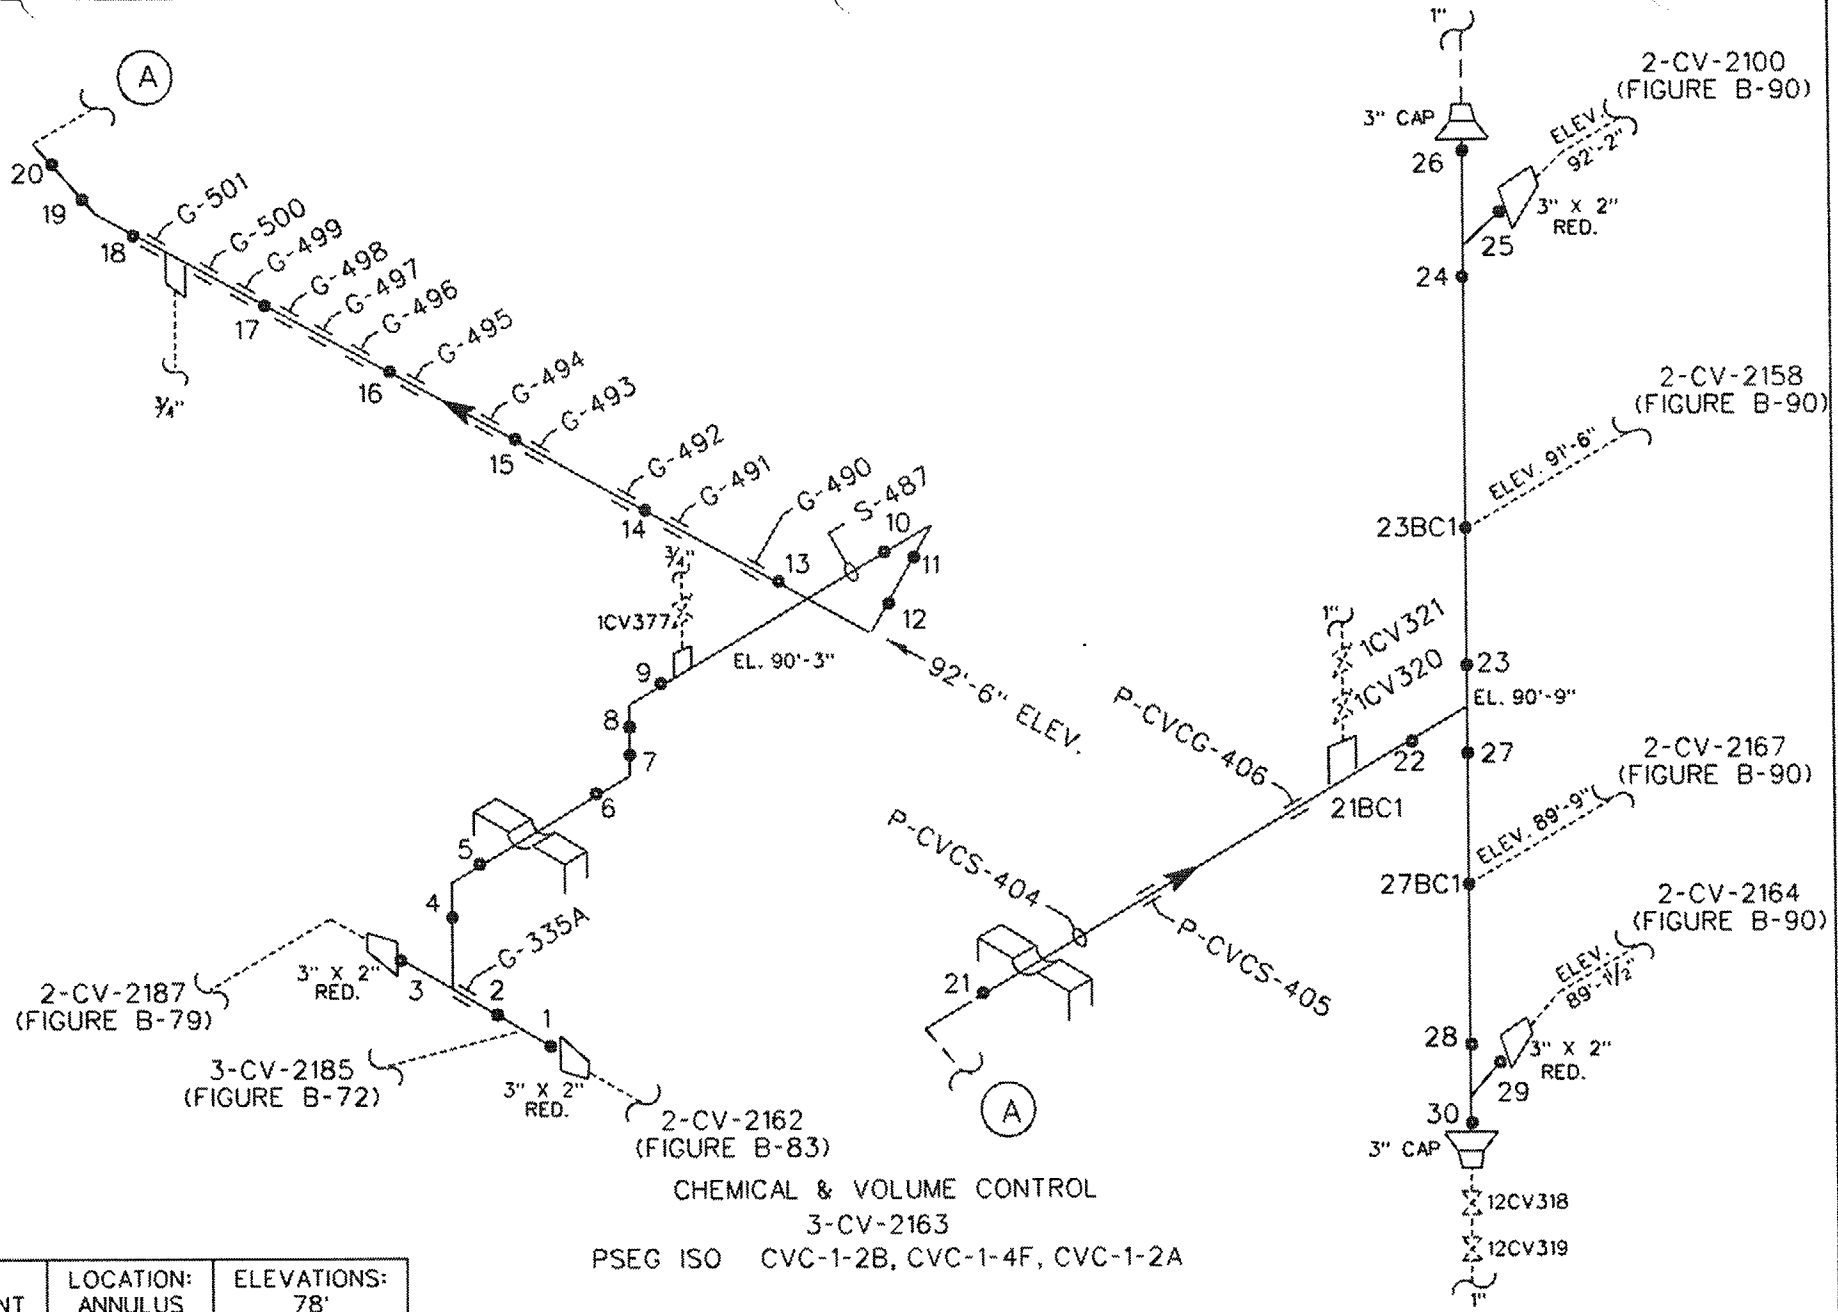 A
20
19
18
G-501
G-500
G-499
G-498
G-497
G-496
G-495
G-494
G-493
G-492
G-491
G-490
S-487
17
16
15
14
13
10
11
12
3/4"
3/4"
1CV377
9
EL. 90'-3"
92'-6" ELEV.
8
7
6
5
4
G-335A
3" X 2"
RED.
3
2
1
2-CV-2187
(FIGURE B-79)
3-CV-2185
(FIGURE B-72)
3" X 2"
RED.
2-CV-2162
(FIGURE B-83)
1"
3" CAP
26
2-CV-2100
(FIGURE B-90)
ELEV.
92'-2"
3" X 2"
RED.
25
24
2-CV-2158
(FIGURE B-90)
ELEV. 91'-6"
23BC1
1"
1CV321
1CV320
23
EL. 90'-9"
P-CVCG-406
22
27
21BC1
2-CV-2167
(FIGURE B-90)
ELEV. 89'-9"
27BC1
P-CVCS-404
P-CVCS-405
21
A
2-CV-2164
(FIGURE B-90)
ELEV.
89'-1/2"
28
3" X 2"
RED.
29
30
3" CAP
12CV318
12CV319
1"
CHEMICAL & VOLUME CONTROL
3-CV-2163
PSEG ISO CVC-1-2B, CVC-1-4F, CVC-1-2A
NT
LOCATION:
ANNULUS
ELEVATIONS:
78'